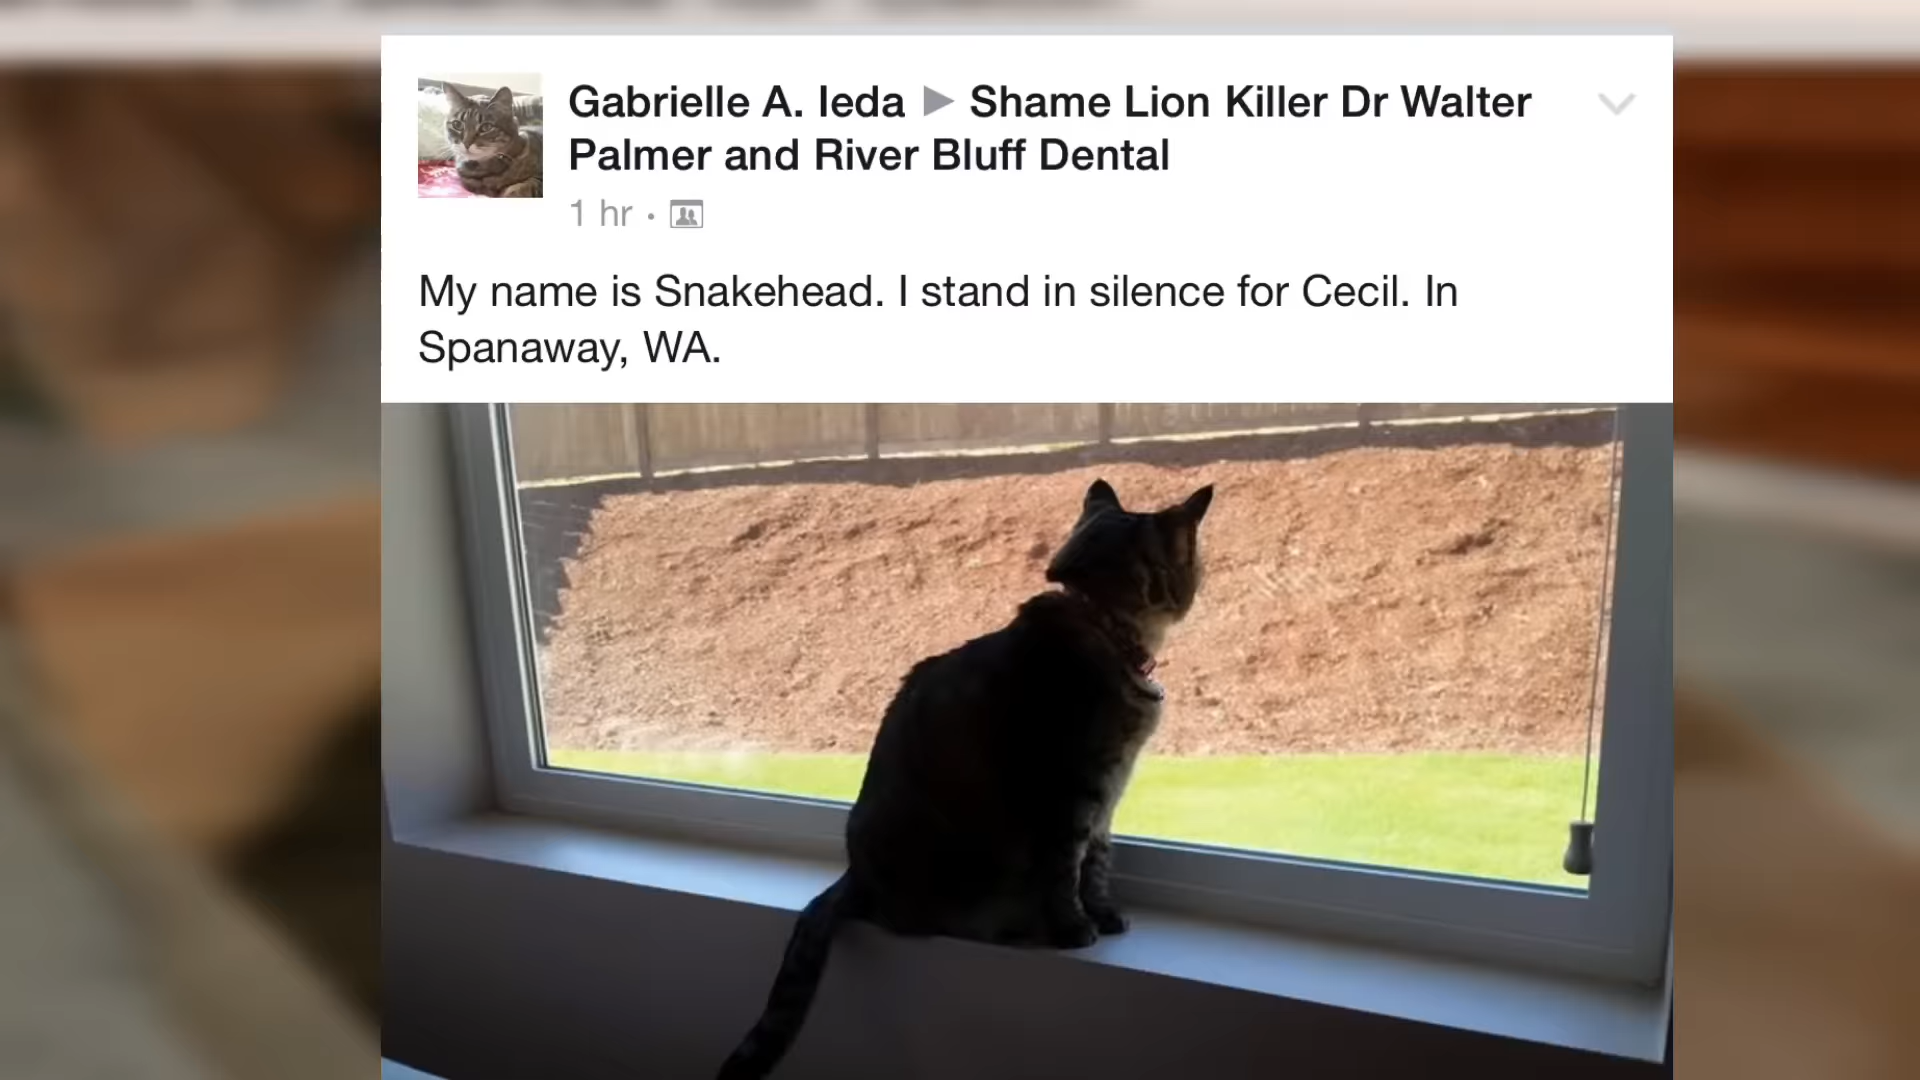 Gabrielle A. Ieda ▶ Shame Lion Killer Dr Walter
Palmer and River Bluff Dental
1 hr ·
My name is Snakehead. I stand in silence for Cecil. In
Spanaway, WA.